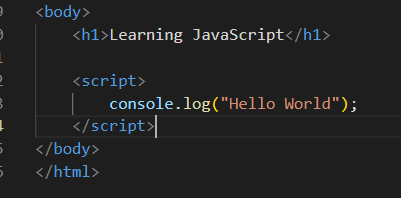 <body>
<h1>Learning JavaScript</h1>
<script>
console.log("Hello World");
</script>
</body>
</html>